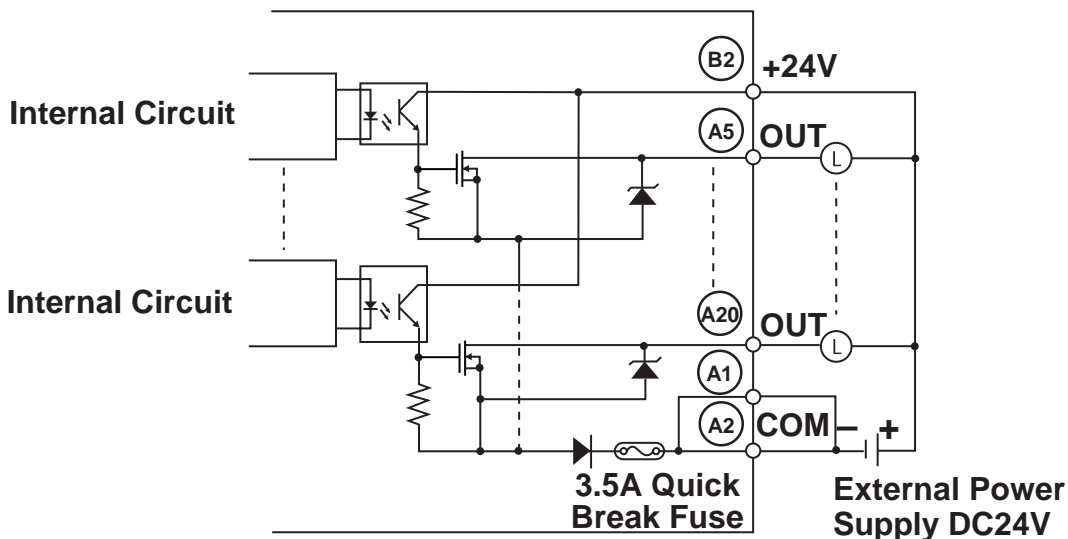 B2
+24V
Internal Circuit
A5
OUT
L
Internal Circuit
A20
OUT
L
A1
A2
COM
− +
3.5A Quick
Break Fuse
External Power
Supply DC24V